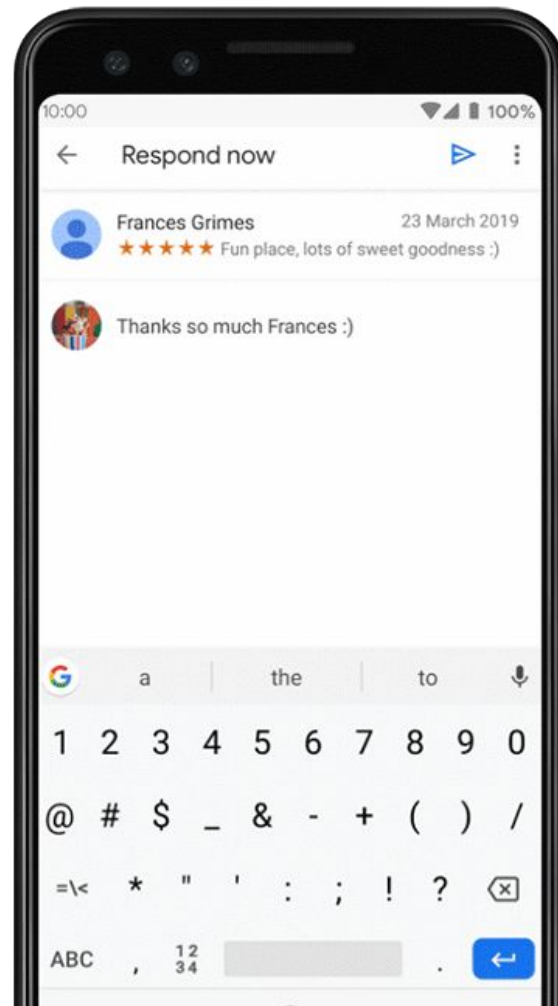 10:00 100%
Respond now
Frances Grimes 23 March 2019
★★★★★ Fun place, lots of sweet goodness :)
Thanks so much Frances :)
G a the to
1 2 3 4 5 6 7 8 9 0
@ # $ _ & - + ( ) /
=\< * " ' : ; ! ?
ABC , 12 .
34